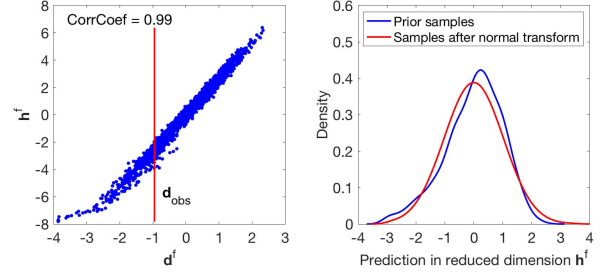 CorrCoef = 0.99
8
6
4
2
0
-2
-4
-6
-8
h^f
d_obs
-4 -3 -2 -1 0 1 2 3
d^f
Prior samples
Samples after normal transform
0.6
0.5
0.4
0.3
0.2
0.1
0
Density
-4 -3 -2 -1 0 1 2 3 4
Prediction in reduced dimension h^f